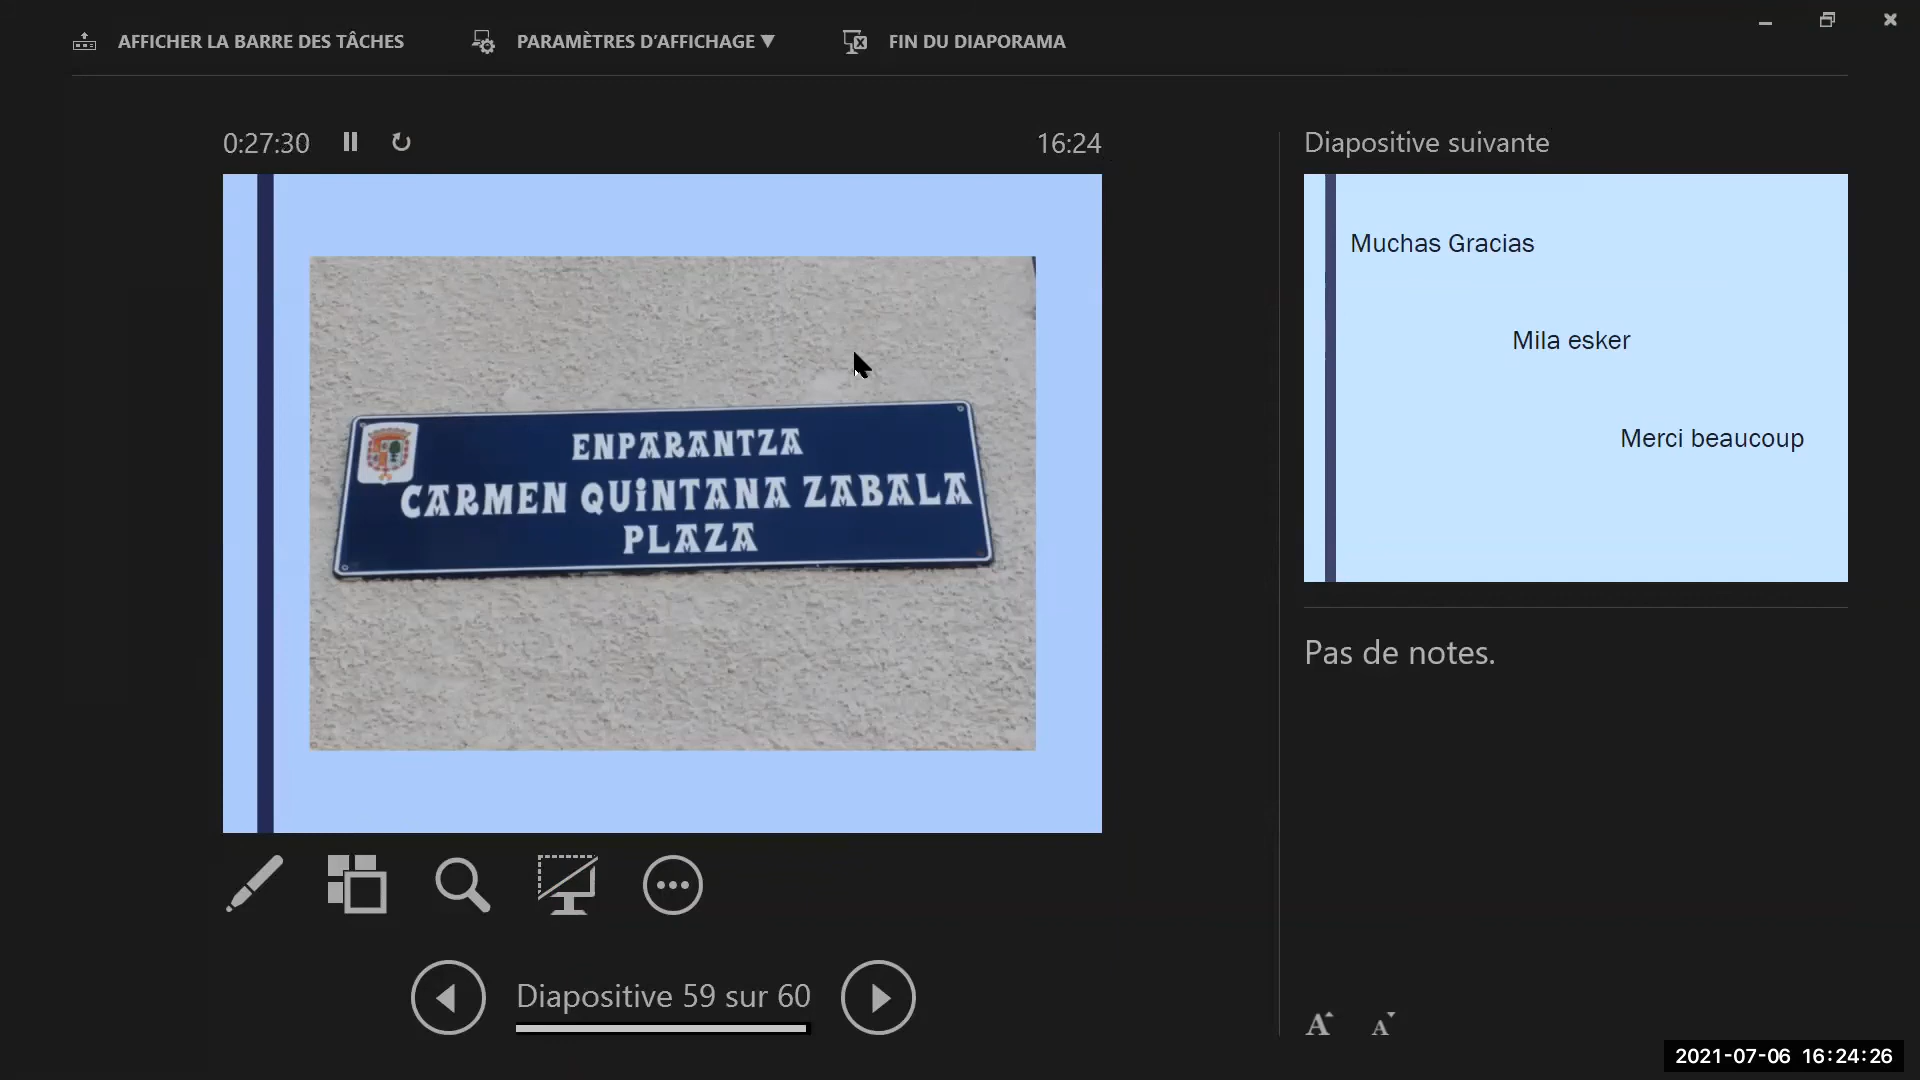 AFFICHER LA BARRE DES TÂCHES
PARAMÈTRES D'AFFICHAGE ▼
FIN DU DIAPORAMA
0:27:30
16:24
ENPARANTZA
CARMEN QUiNTANA ZABALA
PLAZA
Diapositive suivante
Muchas Gracias
Mila esker
Merci beaucoup
Pas de notes.
Diapositive 59 sur 60
A A
2021-07-06 16:24:26